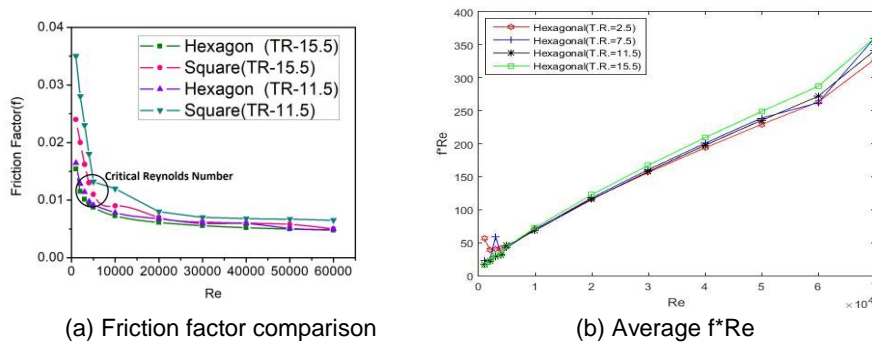 Friction Factor(f)
0.04
0.03
0.02
0.01
0.00
Hexagon (TR-15.5)
Square(TR-15.5)
Hexagon (TR-11.5)
Square(TR-11.5)
Critical Reynolds Number
0 10000 20000 30000 40000 50000 60000
Re
(a) Friction factor comparison
f*Re
400
350
300
250
200
150
100
50
0
Hexagonal(T.R.=2.5)
Hexagonal(T.R.=7.5)
Hexagonal(T.R.=11.5)
Hexagonal(T.R.=15.5)
0 1 2 3 4 5 6 7
Re
× 10⁴
(b) Average f*Re